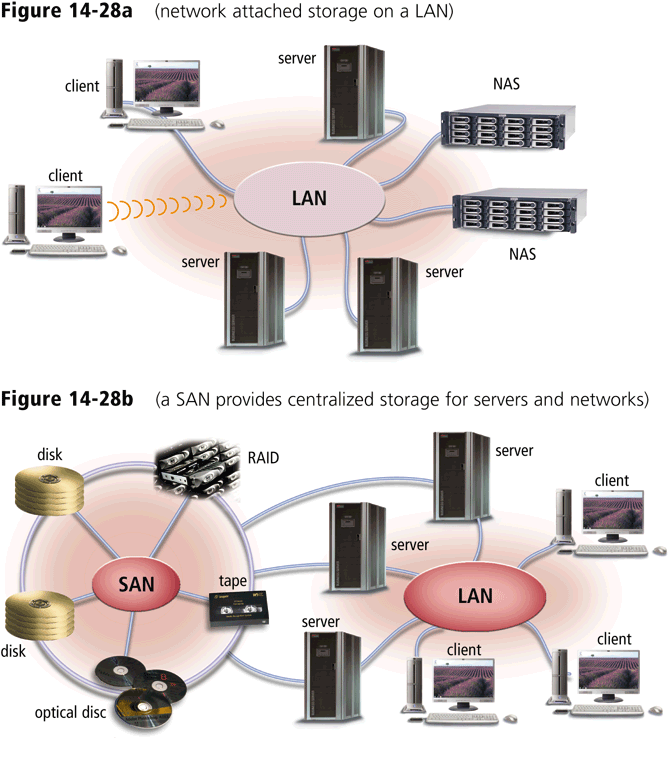 Figure 14-28a (network attached storage on a LAN)
server
client
NAS
client
LAN
server
server
NAS
Figure 14-28b (a SAN provides centralized storage for servers and networks)
disk
RAID
server
client
server
SAN
tape
LAN
disk
server
client
client
optical disc